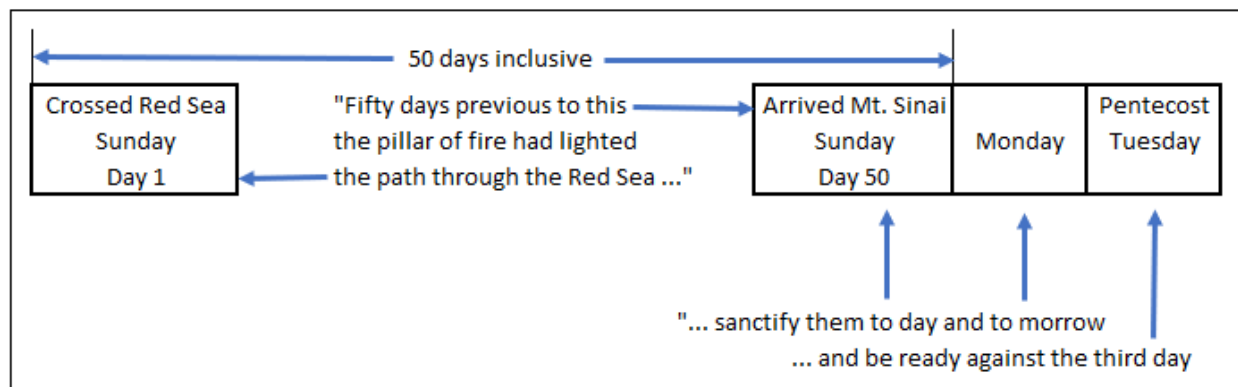 50 days inclusive
Crossed Red Sea
Sunday
Day 1
"Fifty days previous to this
the pillar of fire had lighted
the path through the Red Sea ..."
Arrived Mt. Sinai
Sunday
Day 50
Monday
Pentecost
Tuesday
"... sanctify them to day and to morrow
... and be ready against the third day